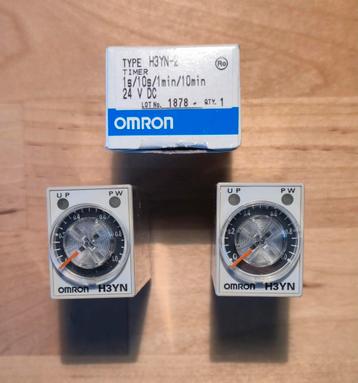 TYPE H3YN-2
TIMER
1s/10s/1min/10min
24 V DC
LOT No. 1878 - QTY. 1
OMRON
UP PW
OMRON H3YN
UP PW
OMRON H3YN